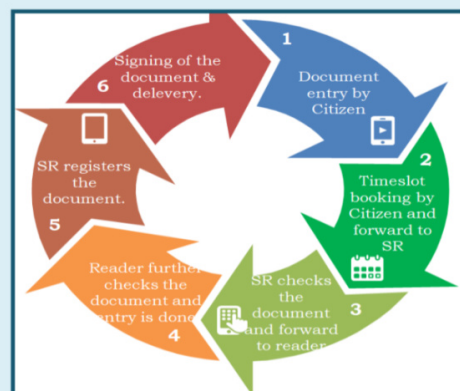 1
Document
entry by
Citizen
2
Timeslot
booking by
Citizen and
forward to
SR
3
SR checks
the
document
and forward
to reader
4
Reader further
checks the
document and
entry is done
5
SR registers
the
document.
6
Signing of the
document &
delevery.